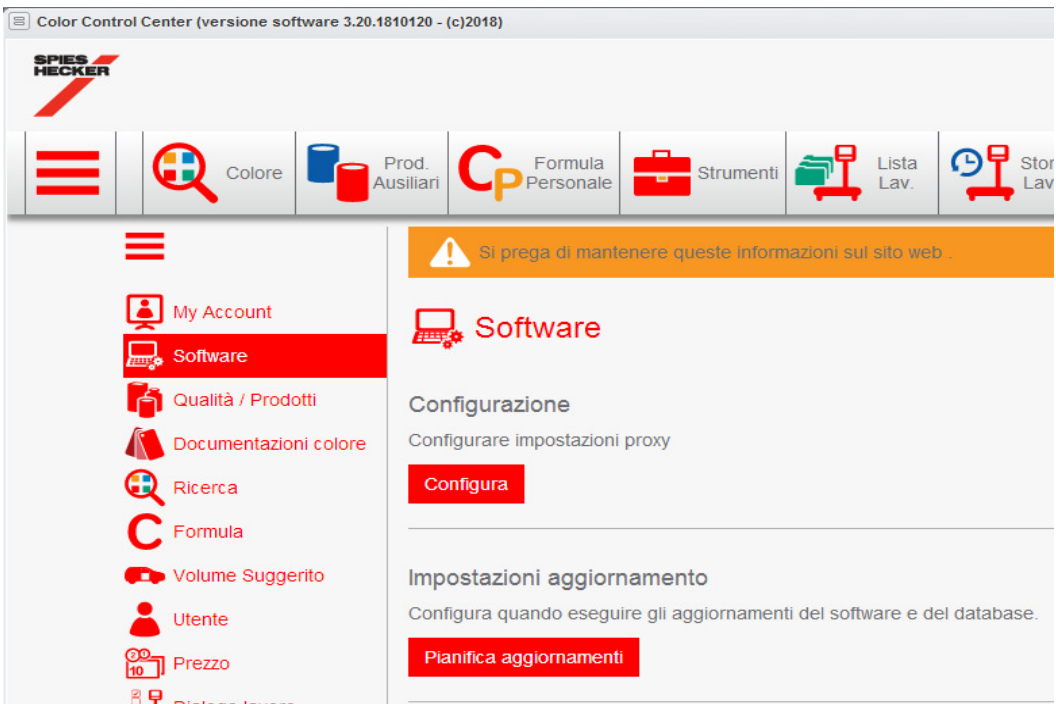 Color Control Center (versione software 3.20.1810120 - (c)2018)
SPIES
HECKER
Colore
Prod.
Ausiliari
Formula
Personale
Strumenti
Lista
Lav.
Si prega di mantenere queste informazioni sul sito web .
My Account
Software
Qualità / Prodotti
Documentazioni colore
Ricerca
Formula
Volume Suggerito
Utente
Prezzo
Software
Configurazione
Configurare impostazioni proxy
Configura
Impostazioni aggiornamento
Configura quando eseguire gli aggiornamenti del software e del database.
Pianifica aggiornamenti